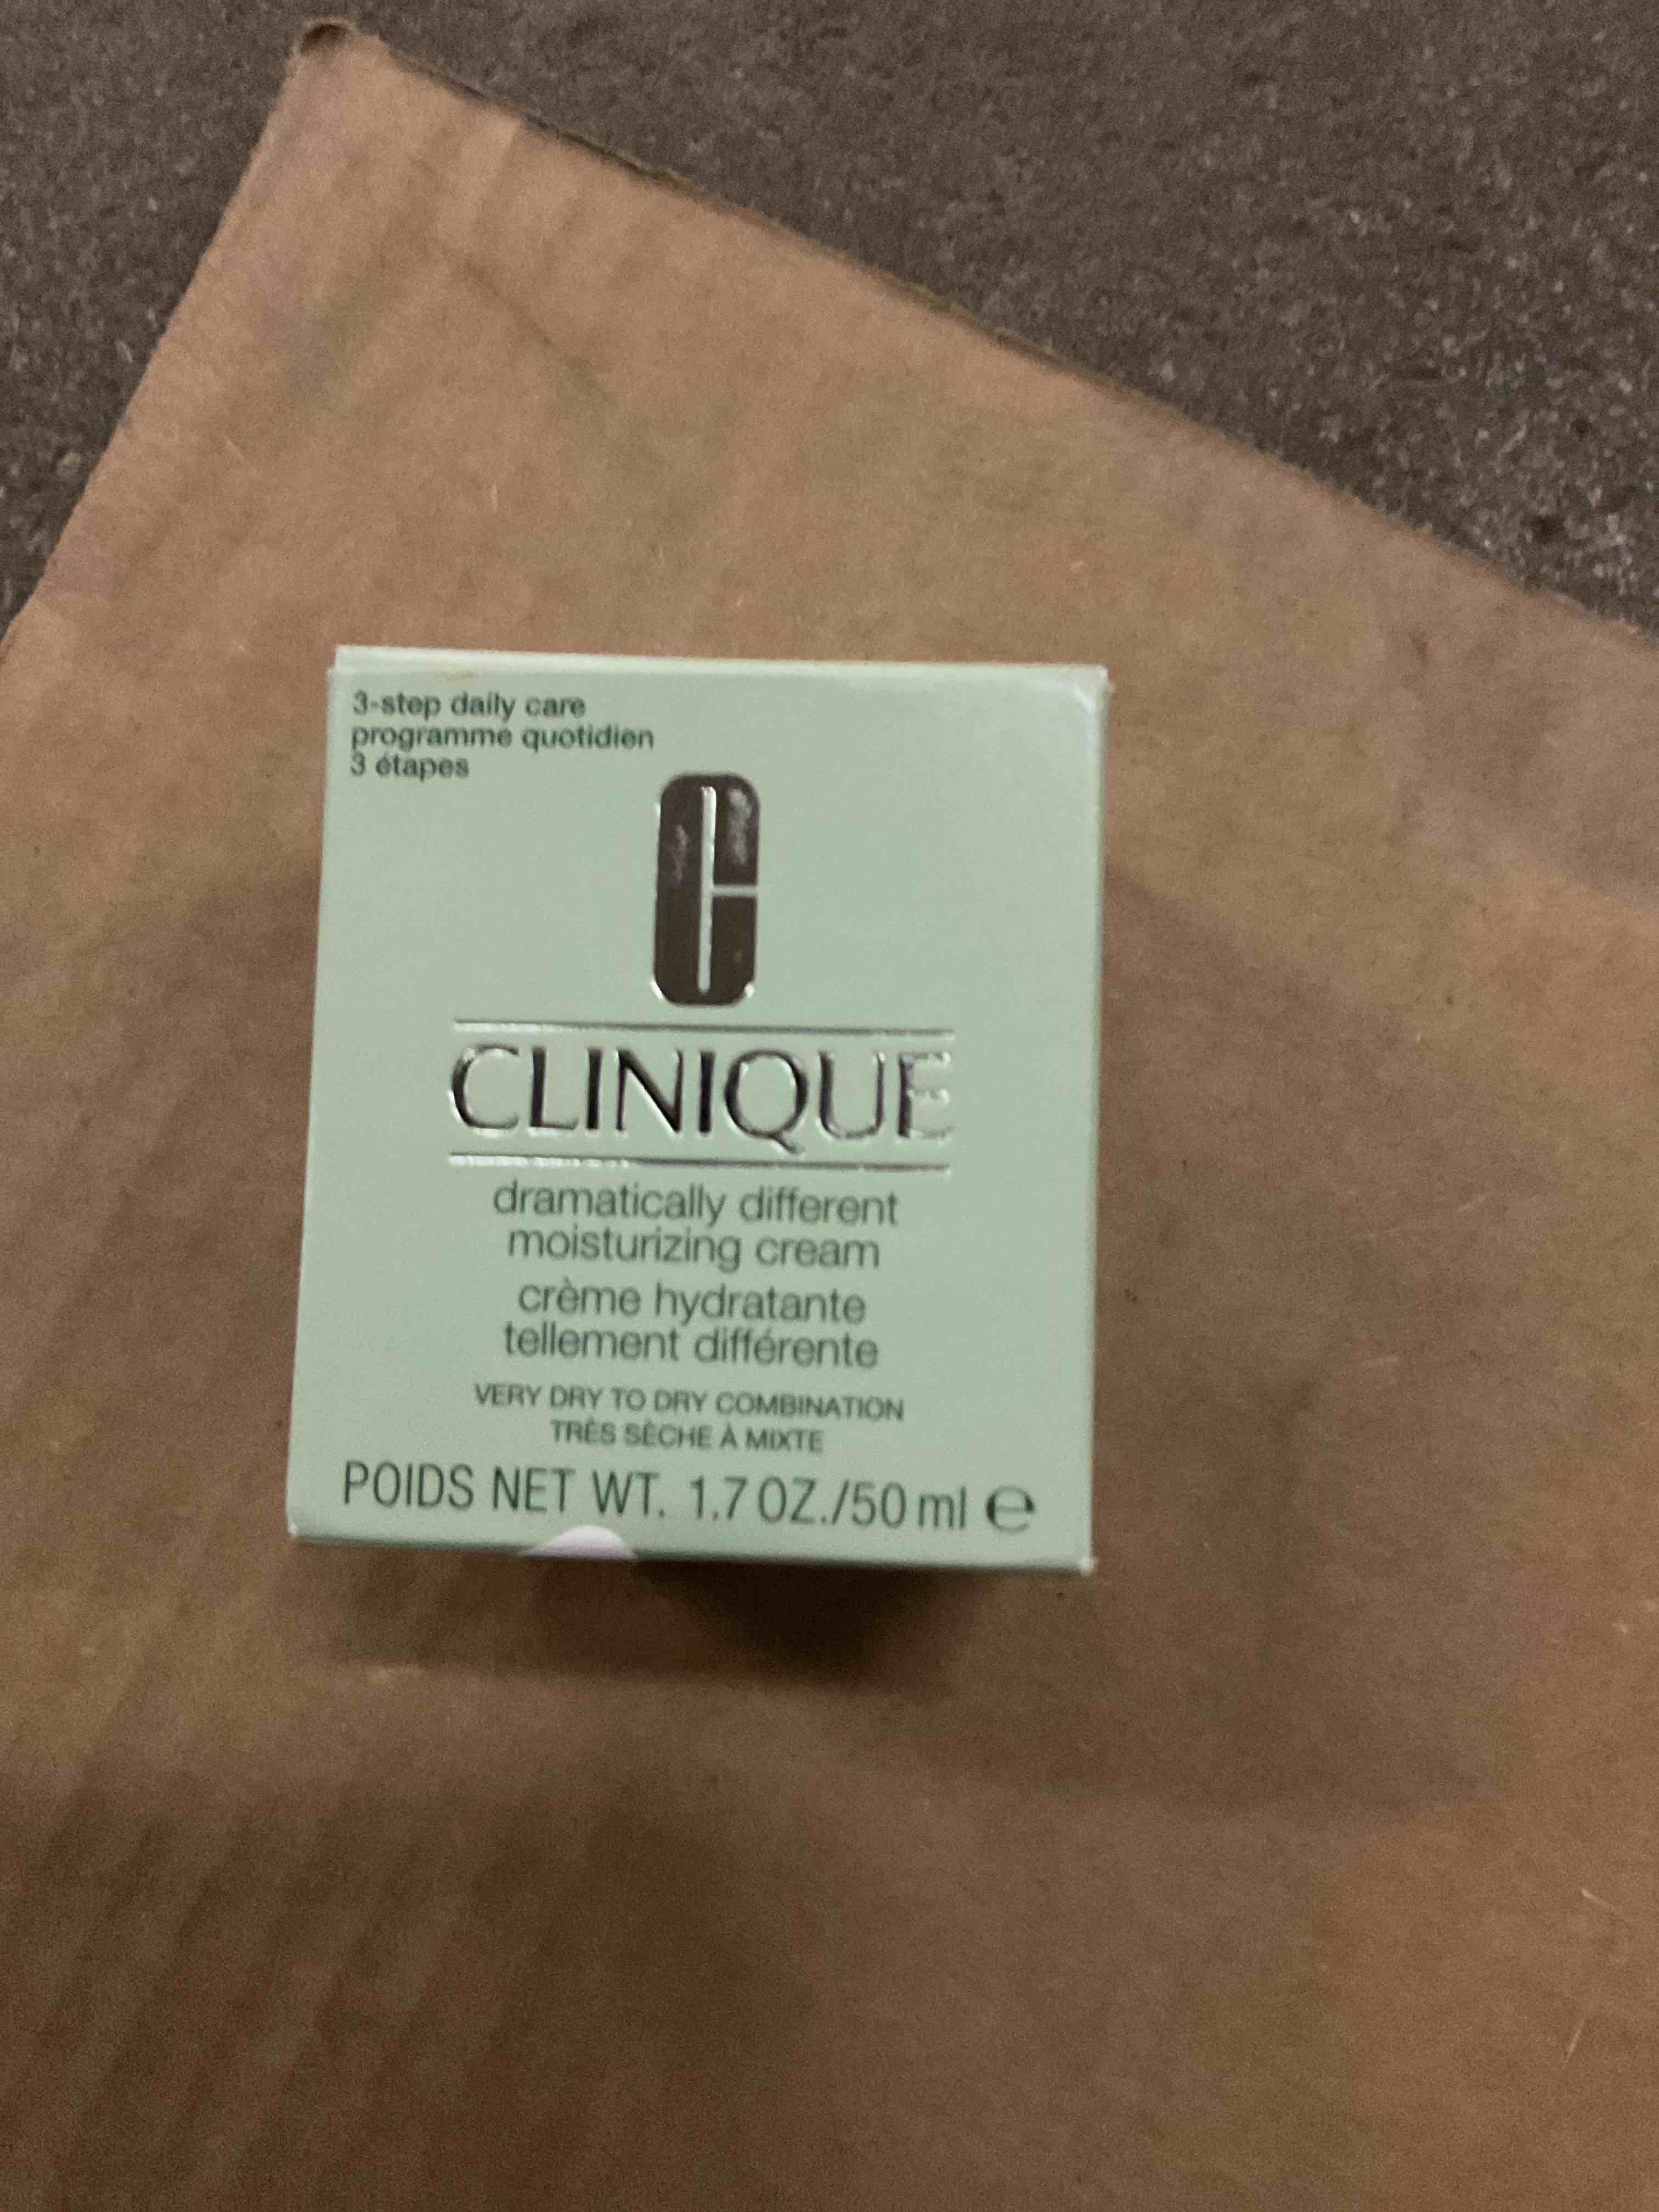 3-step daily care
programme quotidien
3 étapes
C
CLINIQUE
dramatically different
moisturizing cream
crème hydratante
tellement différente
VERY DRY TO DRY COMBINATION
TRÈS SÈCHE À MIXTE
POIDS NET WT. 1.7 OZ./50 ml ℮